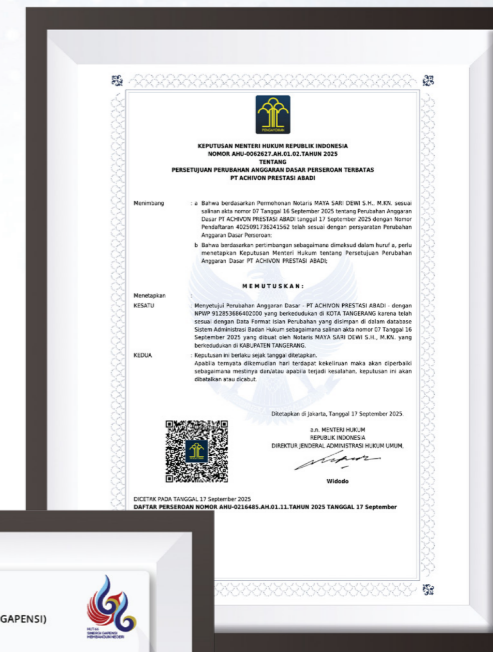 PENGAYOMAN
KEPUTUSAN MENTERI HUKUM REPUBLIK INDONESIA
NOMOR AHU-0062627.AH.01.02.TAHUN 2025
TENTANG
PERSETUJUAN PERUBAHAN ANGGARAN DASAR PERSEROAN TERBATAS
PT ACHIVON PRESTASI ABADI
Menimbang : a Bahwa berdasarkan Permohonan Notaris MAYA SARI DEWI S.H., M.KN. sesuai
salinan akta nomor 07 Tanggal 16 September 2025 tentang Perubahan Anggaran
Dasar PT ACHIVON PRESTASI ABADI tanggal 17 September 2025 dengan Nomor
Pendaftaran 4025091736241562 telah sesuai dengan persyaratan Perubahan
Anggaran Dasar Perseroan;
b Bahwa berdasarkan pertimbangan sebagaimana dimaksud dalam huruf a, perlu
menetapkan Keputusan Menteri Hukum tentang Persetujuan Perubahan
Anggaran Dasar PT ACHIVON PRESTASI ABADI;
MEMUTUSKAN:
Menetapkan
KESATU : Menyetujui Perubahan Anggaran Dasar - PT ACHIVON PRESTASI ABADI - dengan
NPWP 912853686402000 yang berkedudukan di KOTA TANGERANG karena telah
sesuai dengan Data Format Isian Perubahan yang disimpan di dalam database
Sistem Administrasi Badan Hukum sebagaimana salinan akta nomor 07 Tanggal 16
September 2025 yang dibuat oleh Notaris MAYA SARI DEWI S.H., M.KN. yang
berkedudukan di KABUPATEN TANGERANG.
KEDUA : Keputusan ini berlaku sejak tanggal ditetapkan.
Apabila ternyata dikemudian hari terdapat kekeliruan maka akan diperbaiki
sebagaimana mestinya dan/atau apabila terjadi kesalahan, keputusan ini akan
dibatalkan atau dicabut.
Ditetapkan di Jakarta, Tanggal 17 September 2025.
a.n. MENTERI HUKUM
REPUBLIK INDONESIA
DIREKTUR JENDERAL ADMINISTRASI HUKUM UMUM,
Widodo
DICETAK PADA TANGGAL 17 September 2025
DAFTAR PERSEROAN NOMOR AHU-0216485.AH.01.11.TAHUN 2025 TANGGAL 17 September
GAPENSI)